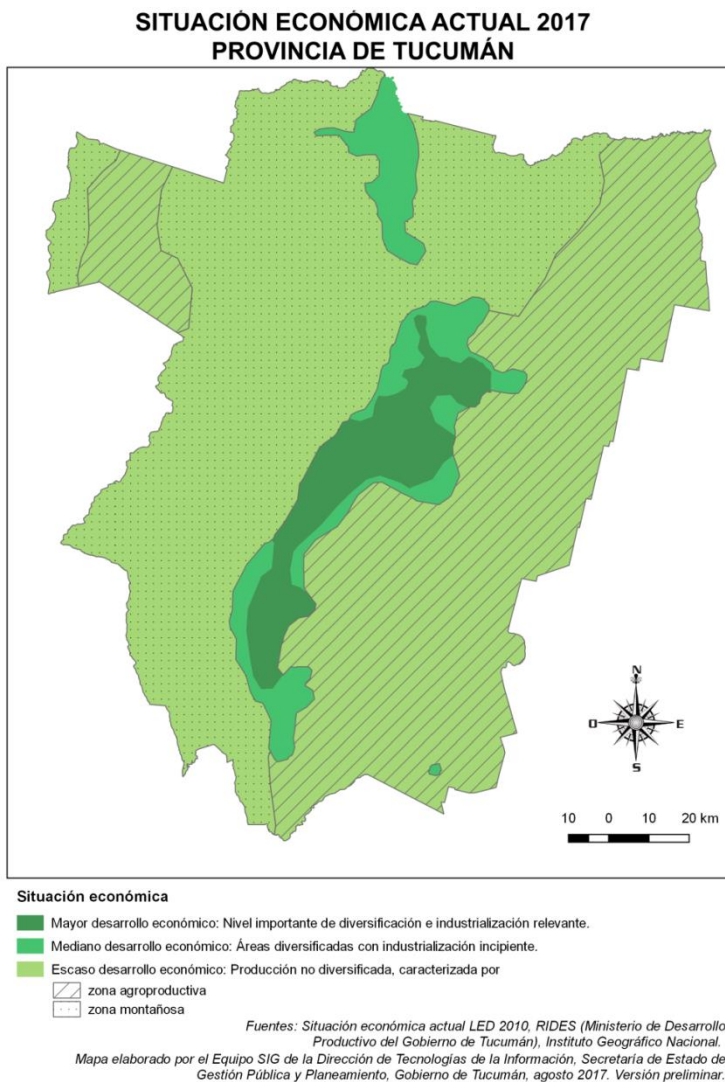 SITUACIÓN ECONÓMICA ACTUAL 2017
PROVINCIA DE TUCUMÁN
N
O
E
S
10 0 10 20 km
Situación económica
Mayor desarrollo económico: Nivel importante de diversificación e industrialización relevante.
Mediano desarrollo económico: Áreas diversificadas con industrialización incipiente.
Escaso desarrollo económico: Producción no diversificada, caracterizada por
zona agroproductiva
zona montañosa
Fuentes: Situación económica actual LED 2010, RIDES (Ministerio de Desarrollo
Productivo del Gobierno de Tucumán), Instituto Geográfico Nacional.
Mapa elaborado por el Equipo SIG de la Dirección de Tecnologías de la Información, Secretaría de Estado de
Gestión Pública y Planeamiento, Gobierno de Tucumán, agosto 2017. Versión preliminar.